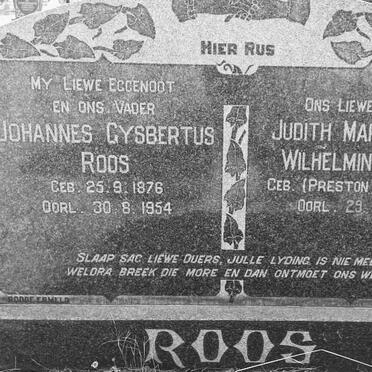 HIER RUS
MY LIEWE EGGENOOT
EN ONS VADER
JOHANNES GYSBERTUS
ROOS
GEB. 25.9.1876
OORL. 30.8.1954
ONS LIEWE
JUDITH MAR
WILHELMIN
GEB. (PRESTON
OORL. 29.
SLAAP SAG LIEWE OUERS, JULLE LYDING IS NIE MEE
WELDRA BREEK DIE MORE EN DAN ONTMOET ONS WE
ROOS